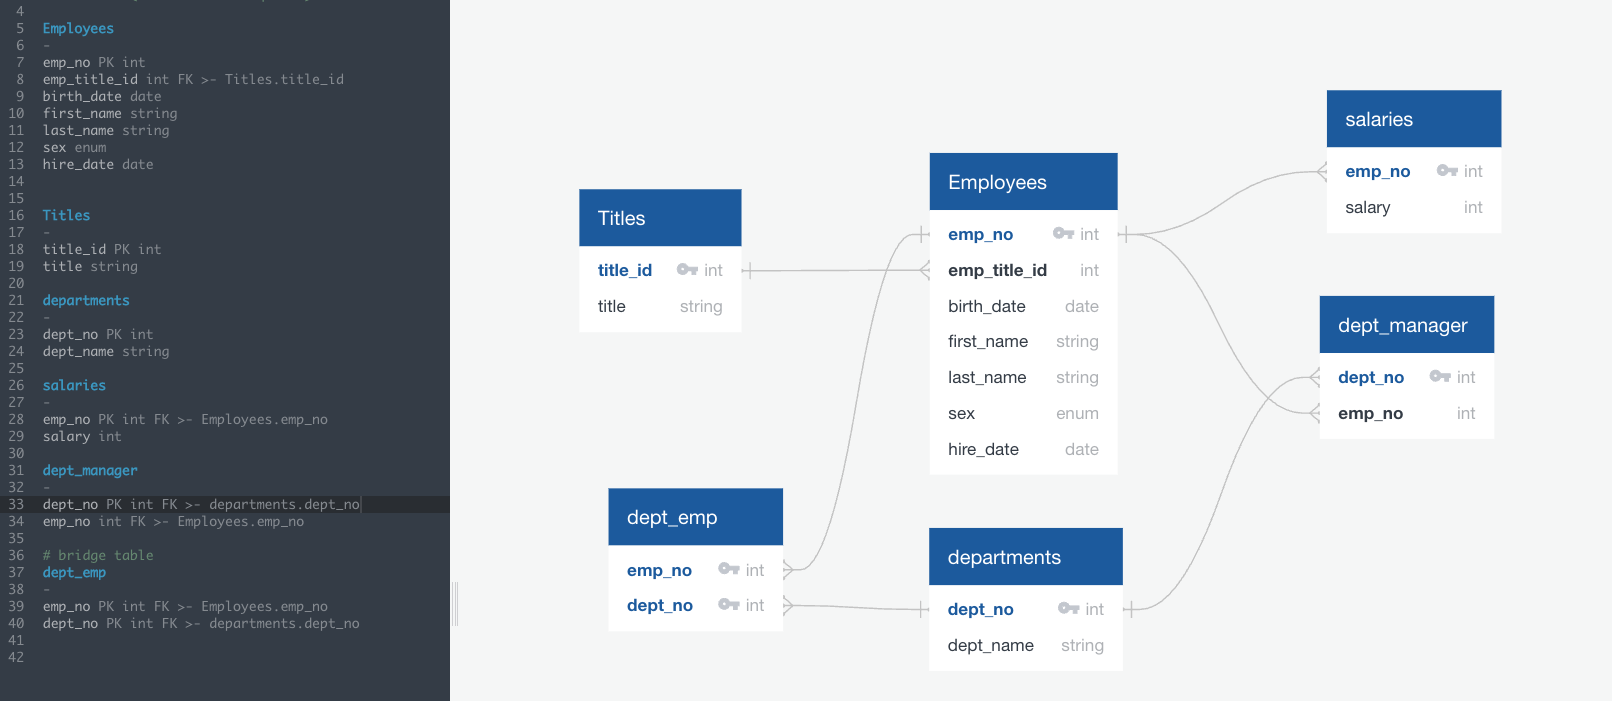 4
5 Employees
6 -
7 emp_no PK int
8 emp_title_id int FK >- Titles.title_id
9 birth_date date
10 first_name string
11 last_name string
12 sex enum
13 hire_date date
14
15
16 Titles
17 -
18 title_id PK int
19 title string
20
21 departments
22 -
23 dept_no PK int
24 dept_name string
25
26 salaries
27 -
28 emp_no PK int FK >- Employees.emp_no
29 salary int
30
31 dept_manager
32 -
33 dept_no PK int FK >- departments.dept_no
34 emp_no int FK >- Employees.emp_no
35
36 # bridge table
37 dept_emp
38 -
39 emp_no PK int FK >- Employees.emp_no
40 dept_no PK int FK >- departments.dept_no
41
42
Titles
title_id int
title string
Employees
emp_no int
emp_title_id int
birth_date date
first_name string
last_name string
sex enum
hire_date date
salaries
emp_no int
salary int
dept_manager
dept_no int
emp_no int
dept_emp
emp_no int
dept_no int
departments
dept_no int
dept_name string